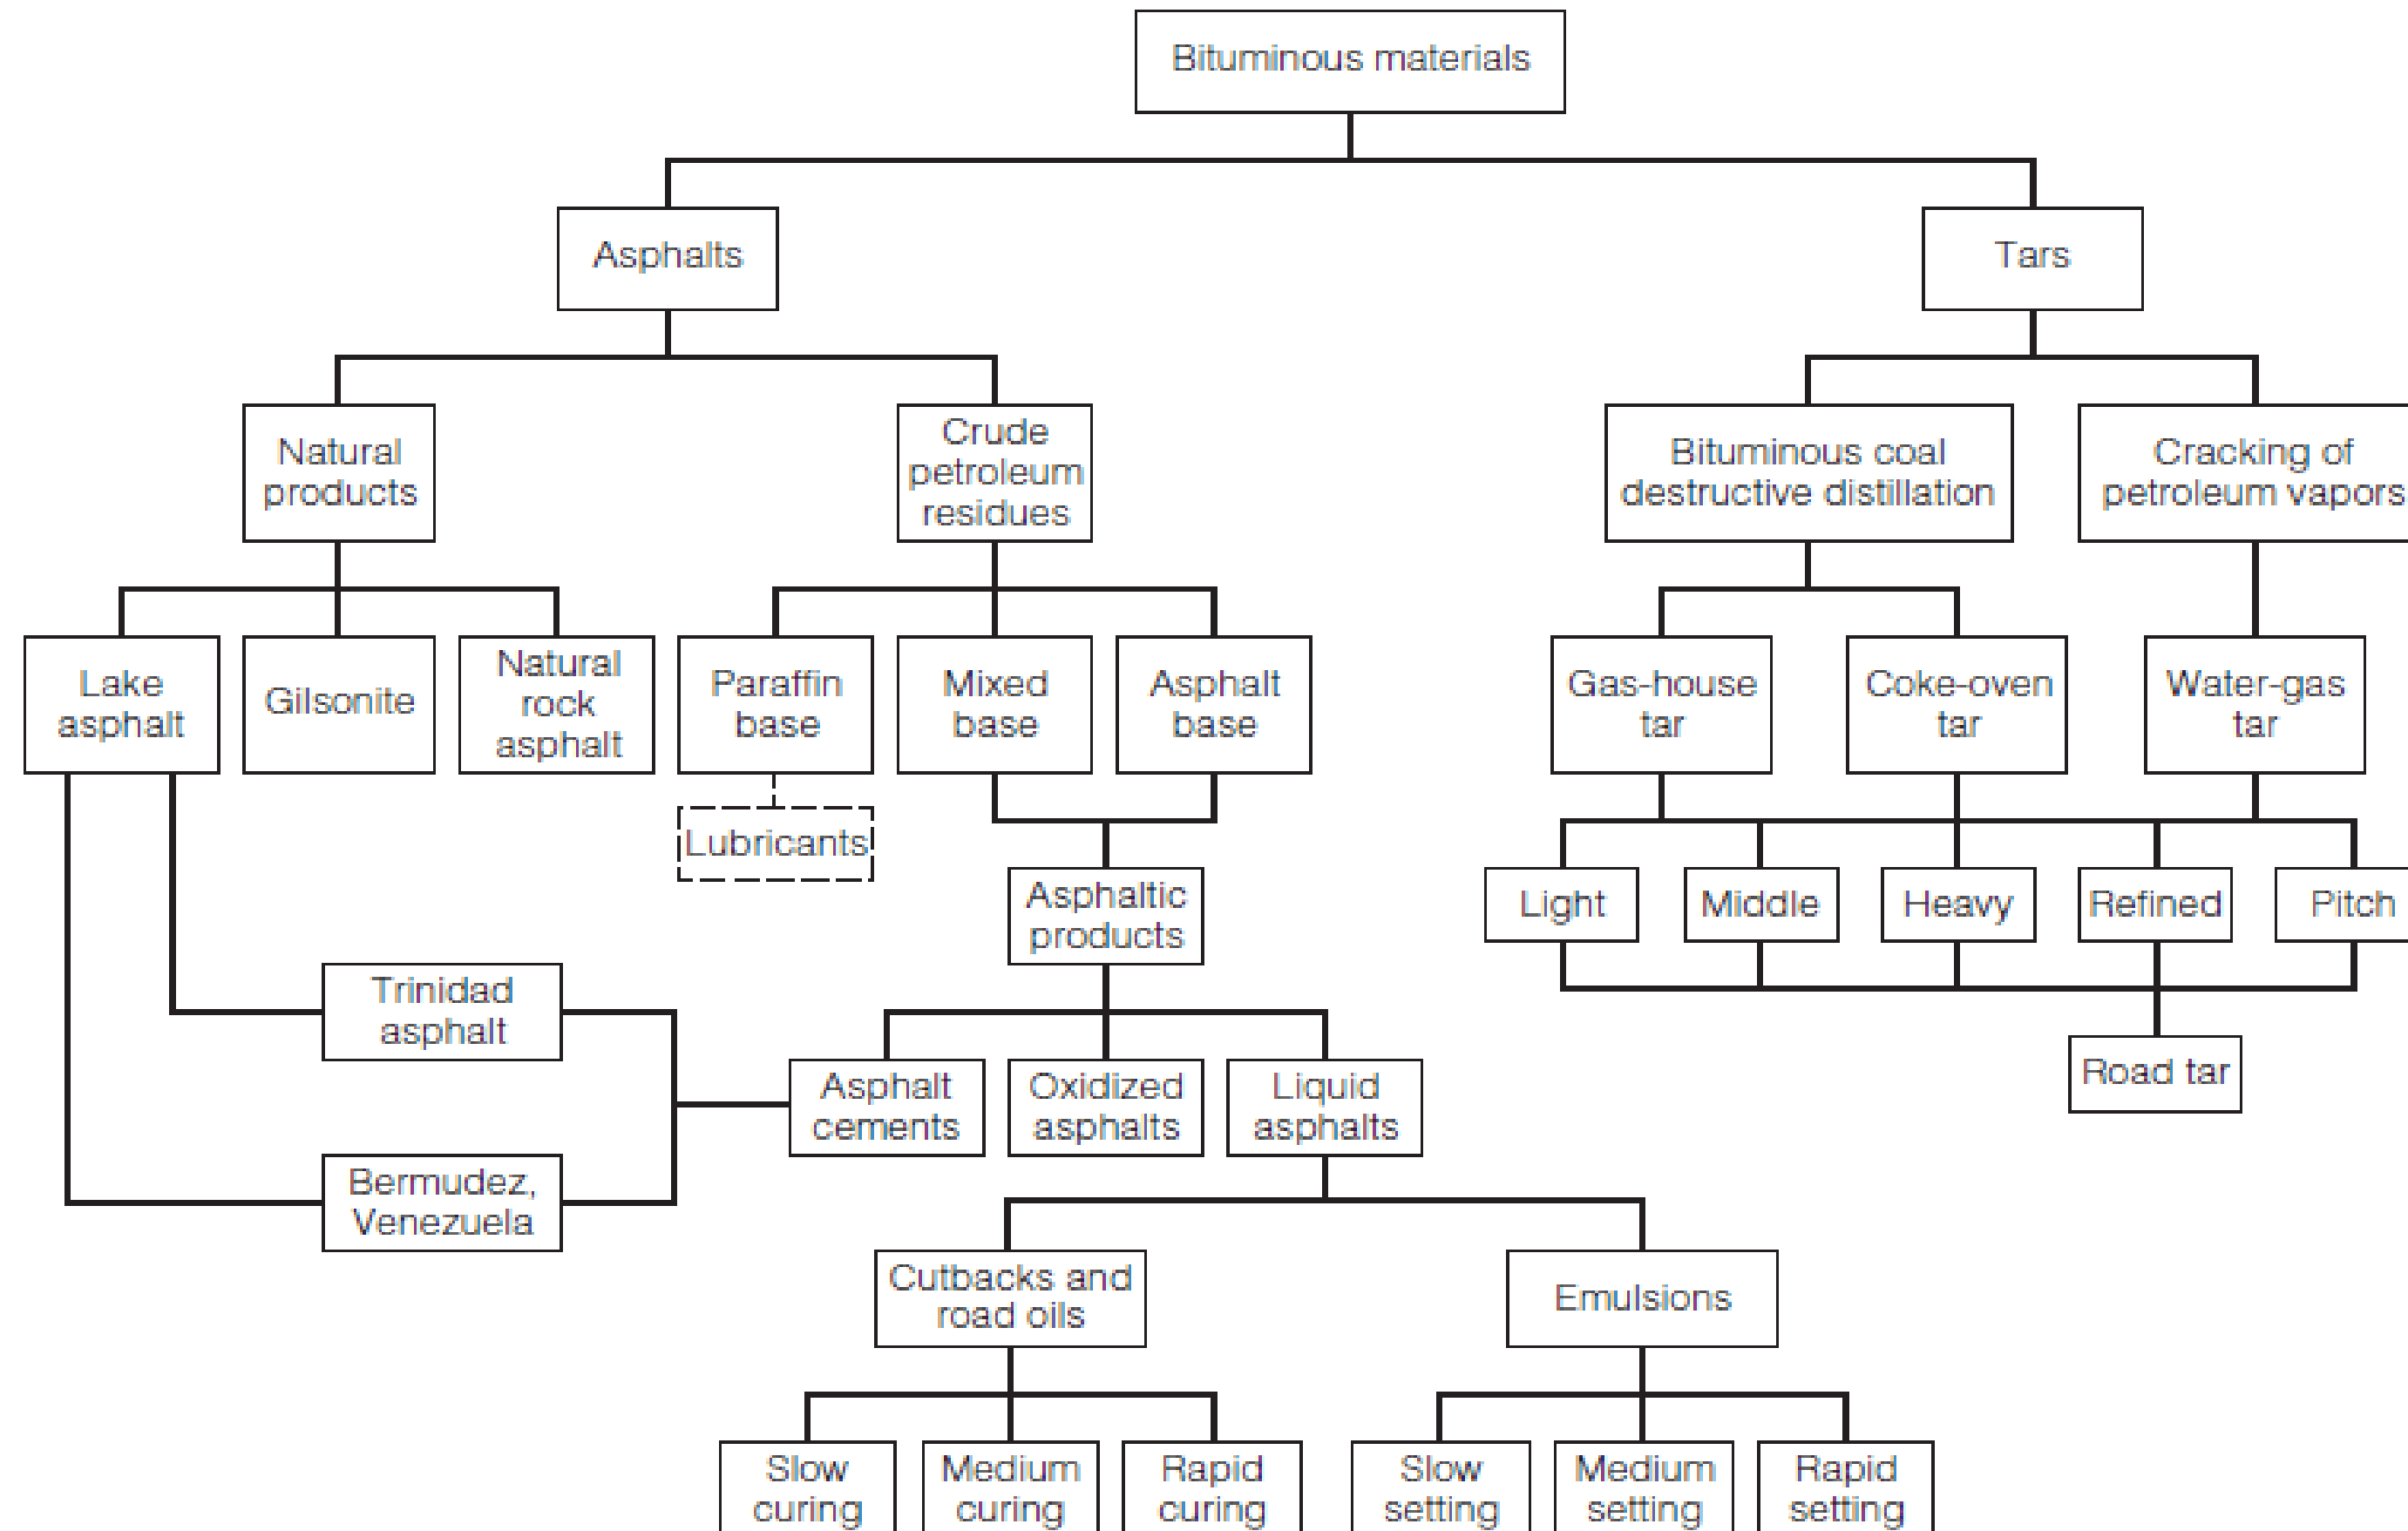 Bituminous materials
Asphalts
Tars
Natural
products
Crude
petroleum
residues
Bituminous coal
destructive distillation
Cracking of
petroleum vapors
Lake
asphalt
Gilsonite
Natural
rock
asphalt
Paraffin
base
Mixed
base
Asphalt
base
Gas-house
tar
Coke-oven
tar
Water-gas
tar
Lubricants
Asphaltic
products
Light
Middle
Heavy
Refined
Pitch
Trinidad
asphalt
Asphalt
cements
Oxidized
asphalts
Liquid
asphalts
Road tar
Bermudez,
Venezuela
Cutbacks and
road oils
Emulsions
Slow
curing
Medium
curing
Rapid
curing
Slow
setting
Medium
setting
Rapid
setting